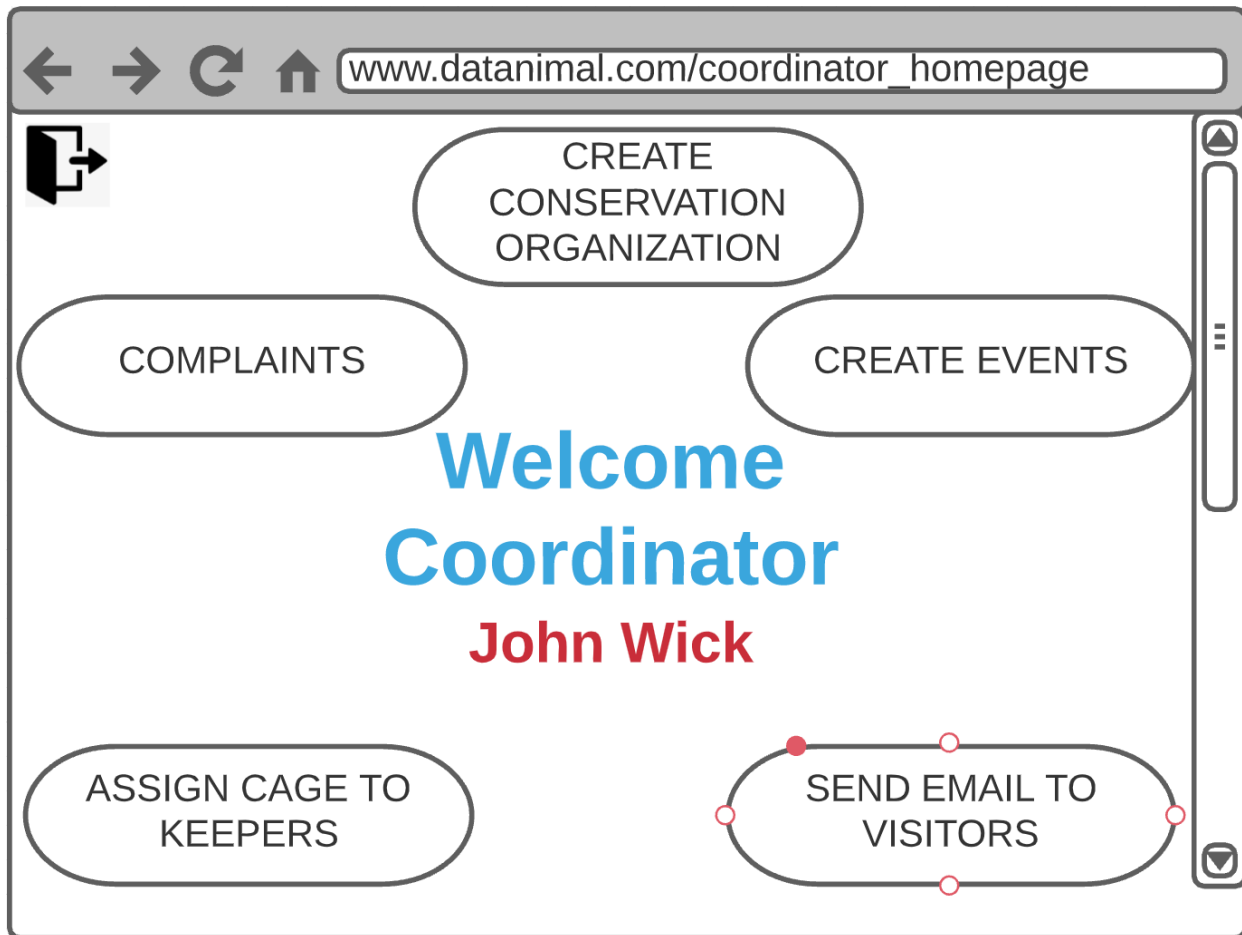 www.datanimal.com/coordinator_homepage
CREATE
CONSERVATION
ORGANIZATION
COMPLAINTS
CREATE EVENTS
Welcome
Coordinator
John Wick
ASSIGN CAGE TO
KEEPERS
SEND EMAIL TO
VISITORS